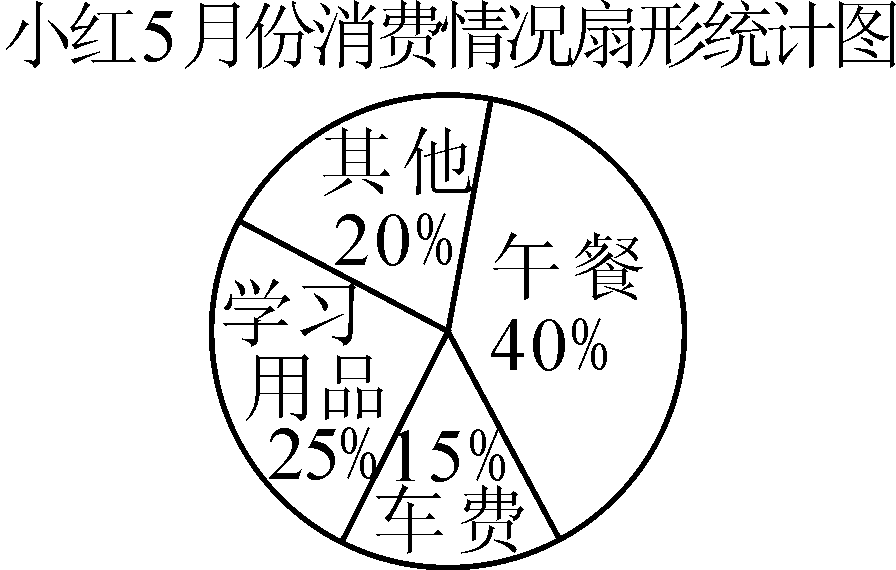 小红5月份消费情况扇形统计图
其他
20%
午餐
40%
学习
用品
25%
15%
车费